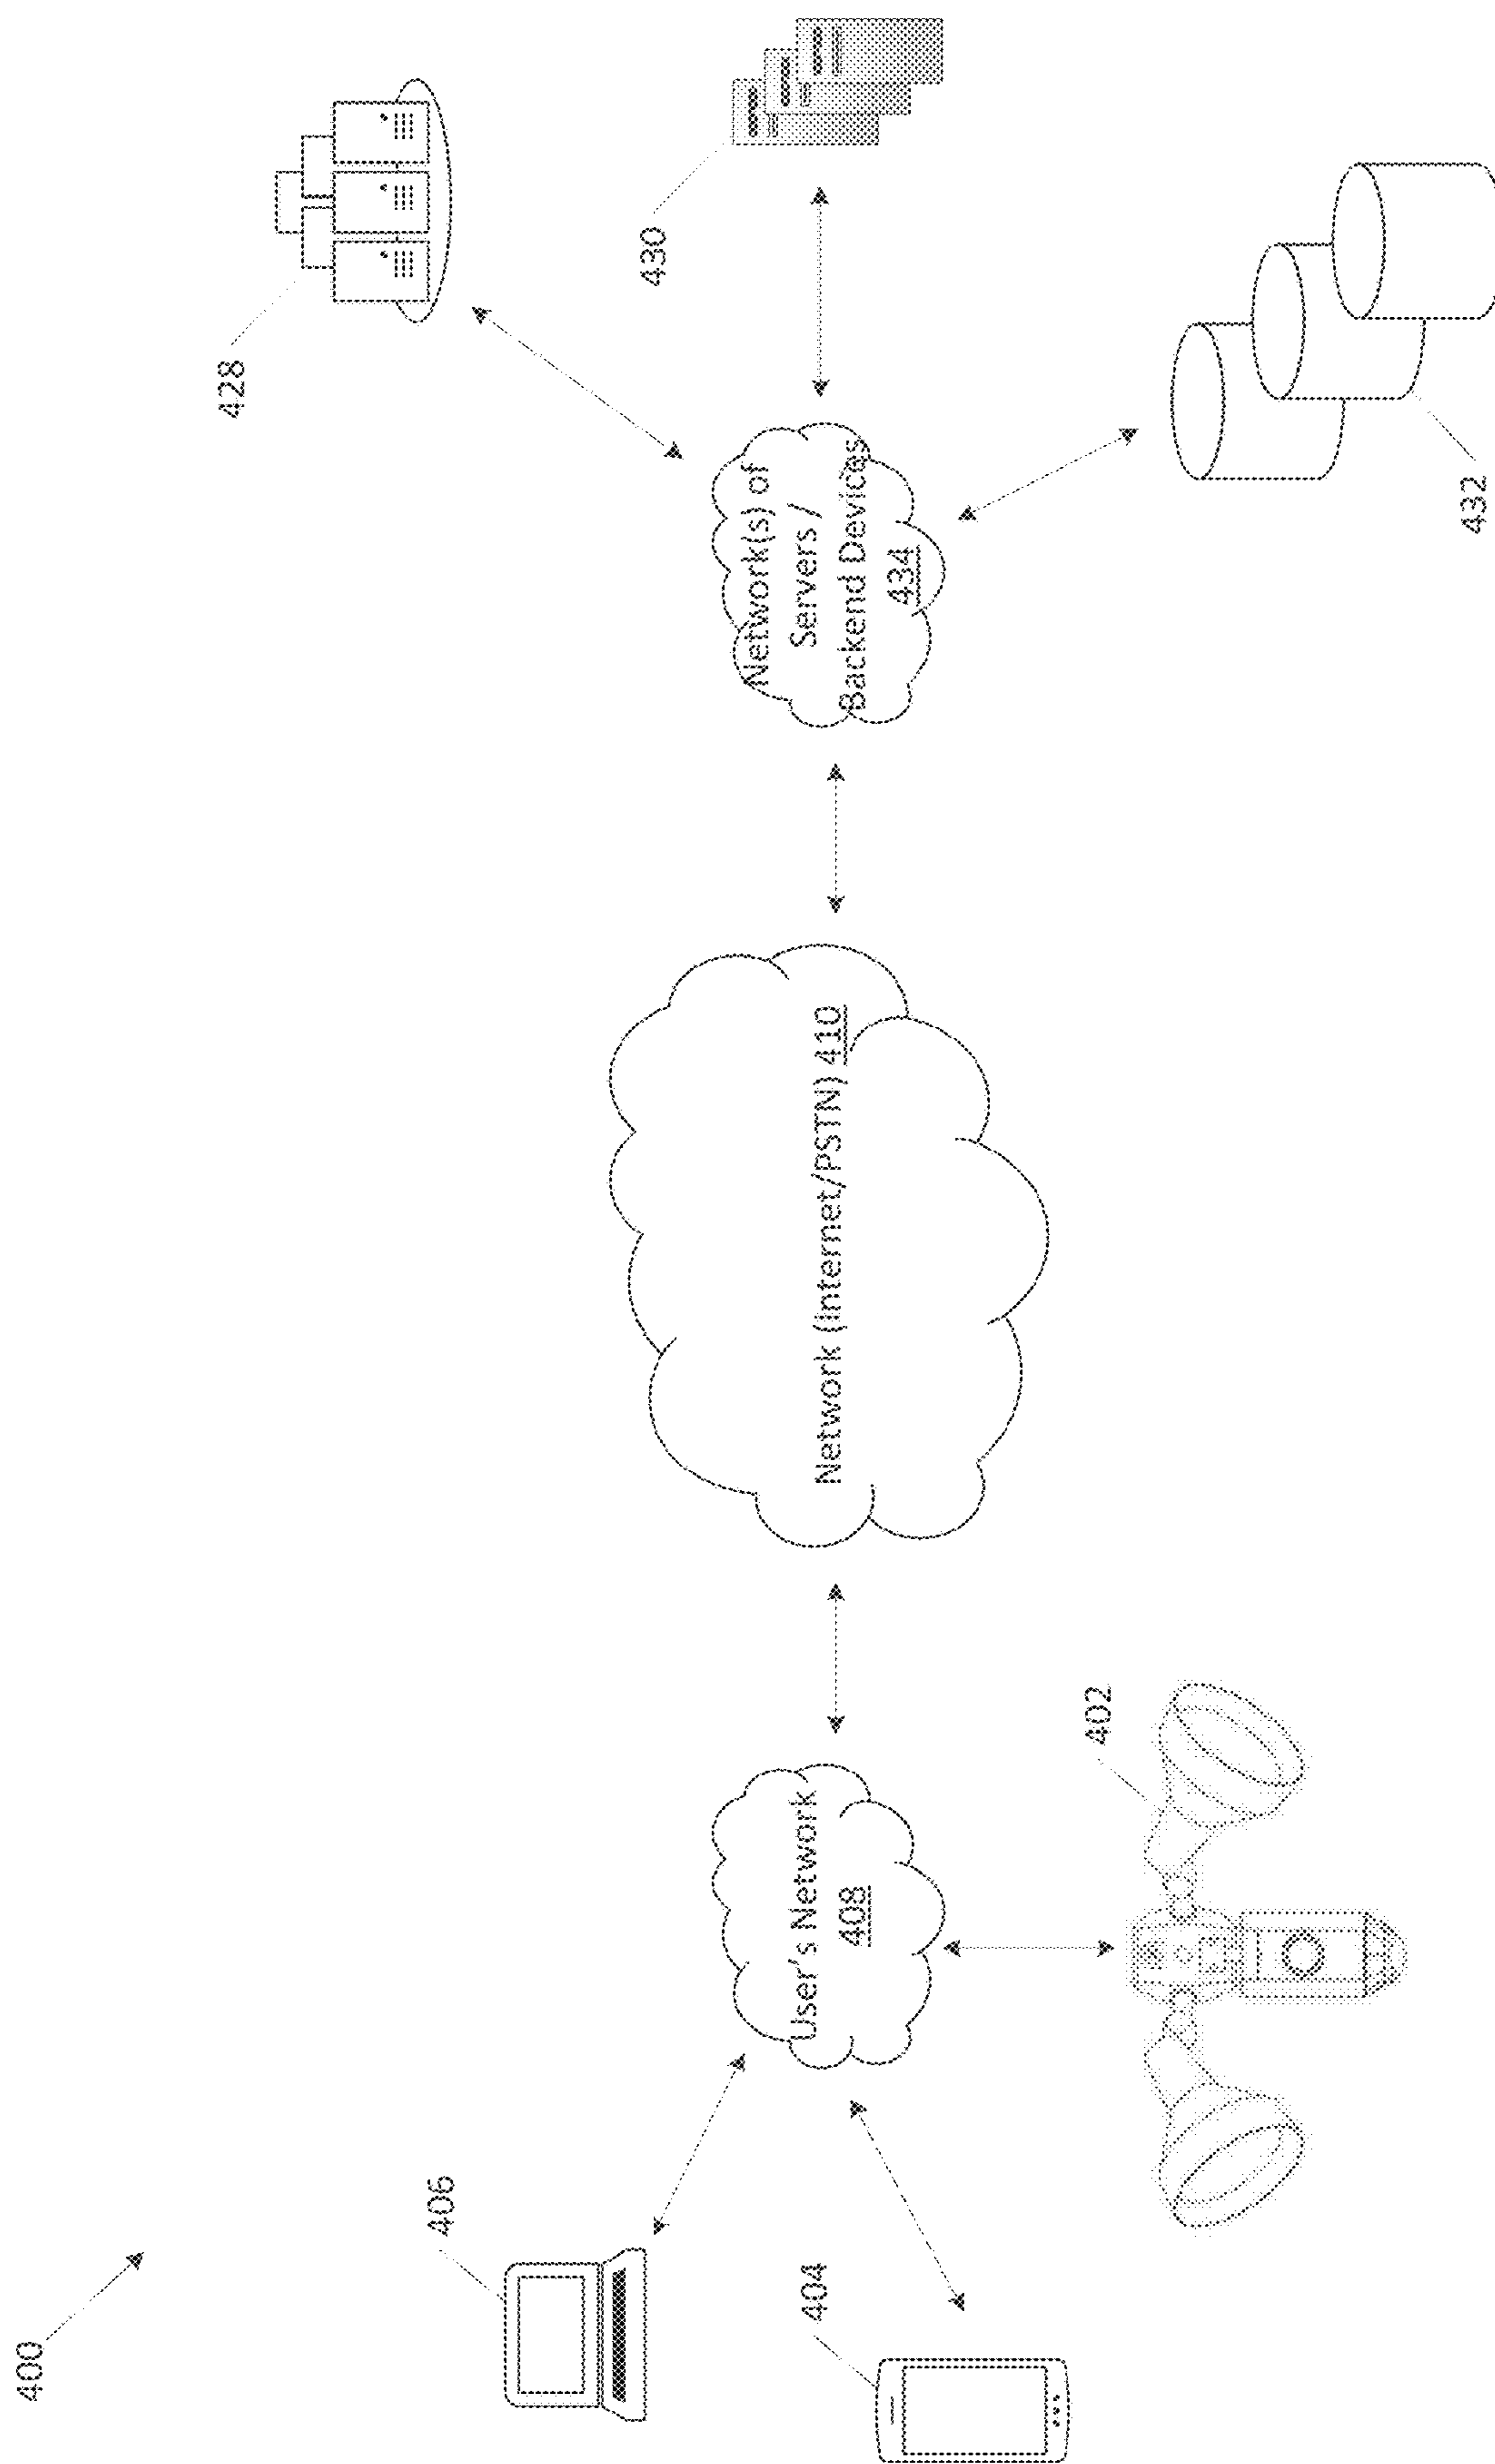 400
428
406
430
Network(s) of
Servers /
Backend Devices
434
User's Network
408
404
Network (Internet/PSTN) 410
402
432